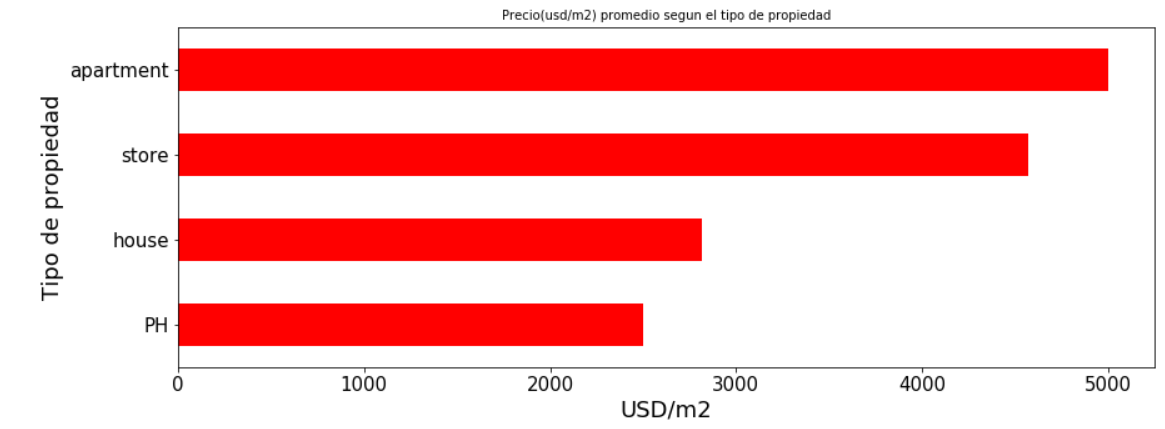 Precio(usd/m2) promedio segun el tipo de propiedad
Tipo de propiedad
apartment
store
house
PH
0 1000 2000 3000 4000 5000
USD/m2